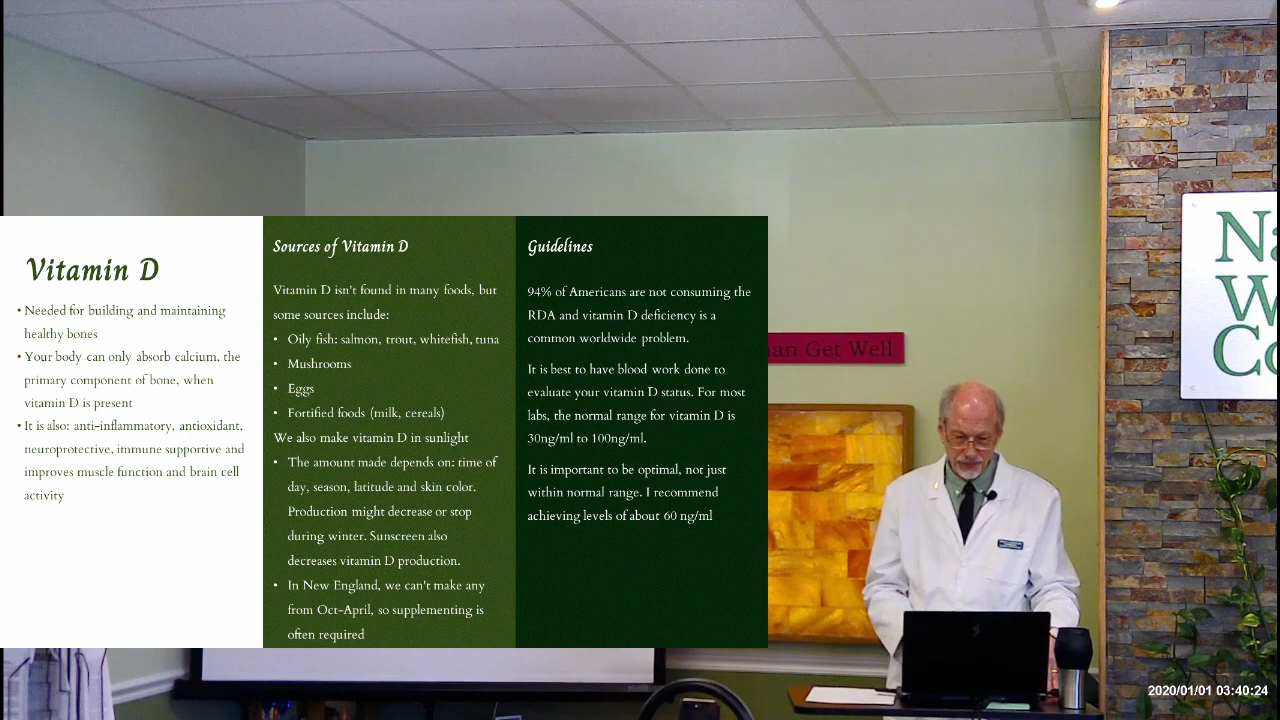 Vitamin D
• Needed for building and maintaining
healthy bones
• Your body can only absorb calcium, the
primary component of bone, when
vitamin D is present
• It is also: anti-inflammatory, antioxidant,
neuroprotective, immune supportive and
improves muscle function and brain cell
activity
Sources of Vitamin D
Vitamin D isn't found in many foods, but
some sources include:
• Oily fish: salmon, trout, whitefish, tuna
• Mushrooms
• Eggs
• Fortified foods (milk, cereals)
We also make vitamin D in sunlight
• The amount made depends on: time of
day, season, latitude and skin color.
Production might decrease or stop
during winter. Sunscreen also
decreases vitamin D production.
• In New England, we can't make any
from Oct-April, so supplementing is
often required
Guidelines
94% of Americans are not consuming the
RDA and vitamin D deficiency is a
common worldwide problem.
It is best to have blood work done to
evaluate your vitamin D status. For most
labs, the normal range for vitamin D is
30ng/ml to 100ng/ml.
It is important to be optimal, not just
within normal range. I recommend
achieving levels of about 60 ng/ml
an Get Well
Na
W
Co
2020/01/01 03:40:24